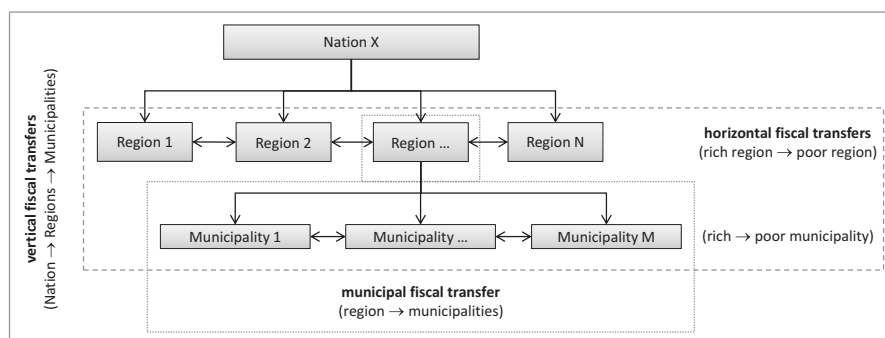 Nation X
vertical fiscal transfers
(Nation → Regions → Municipalities)
Region 1
Region 2
Region ...
Region N
horizontal fiscal transfers
(rich region → poor region)
Municipality 1
Municipality ...
Municipality M
(rich → poor municipality)
municipal fiscal transfer
(region → municipalities)